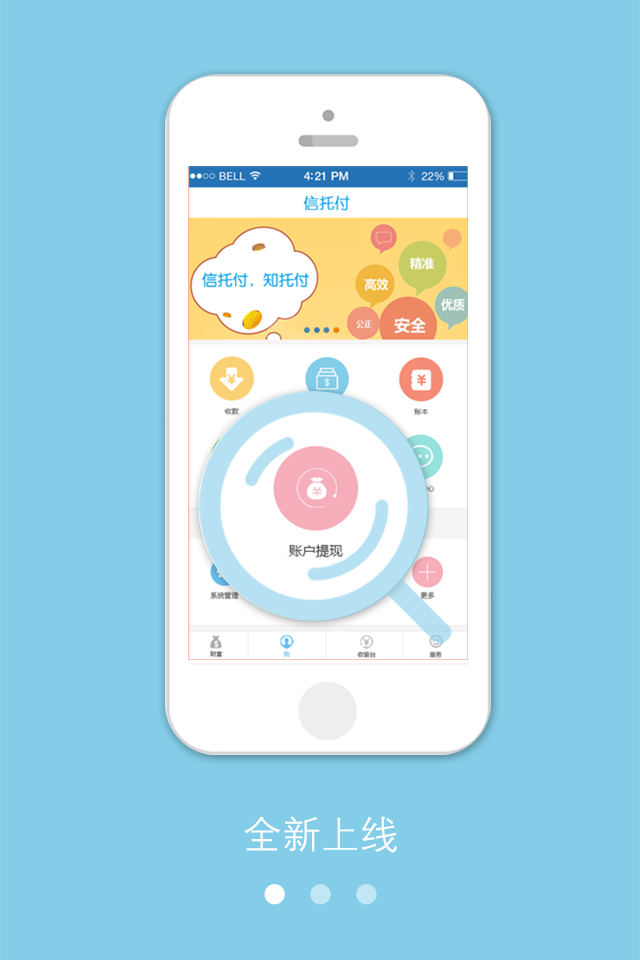 BELL 4:21 PM 22%
信托付
信托付，知托付
精准
高效
优质
公正
安全
收款
账本
心
账户提现
系统管理
更多
财富
我
收银台
服务
全新上线